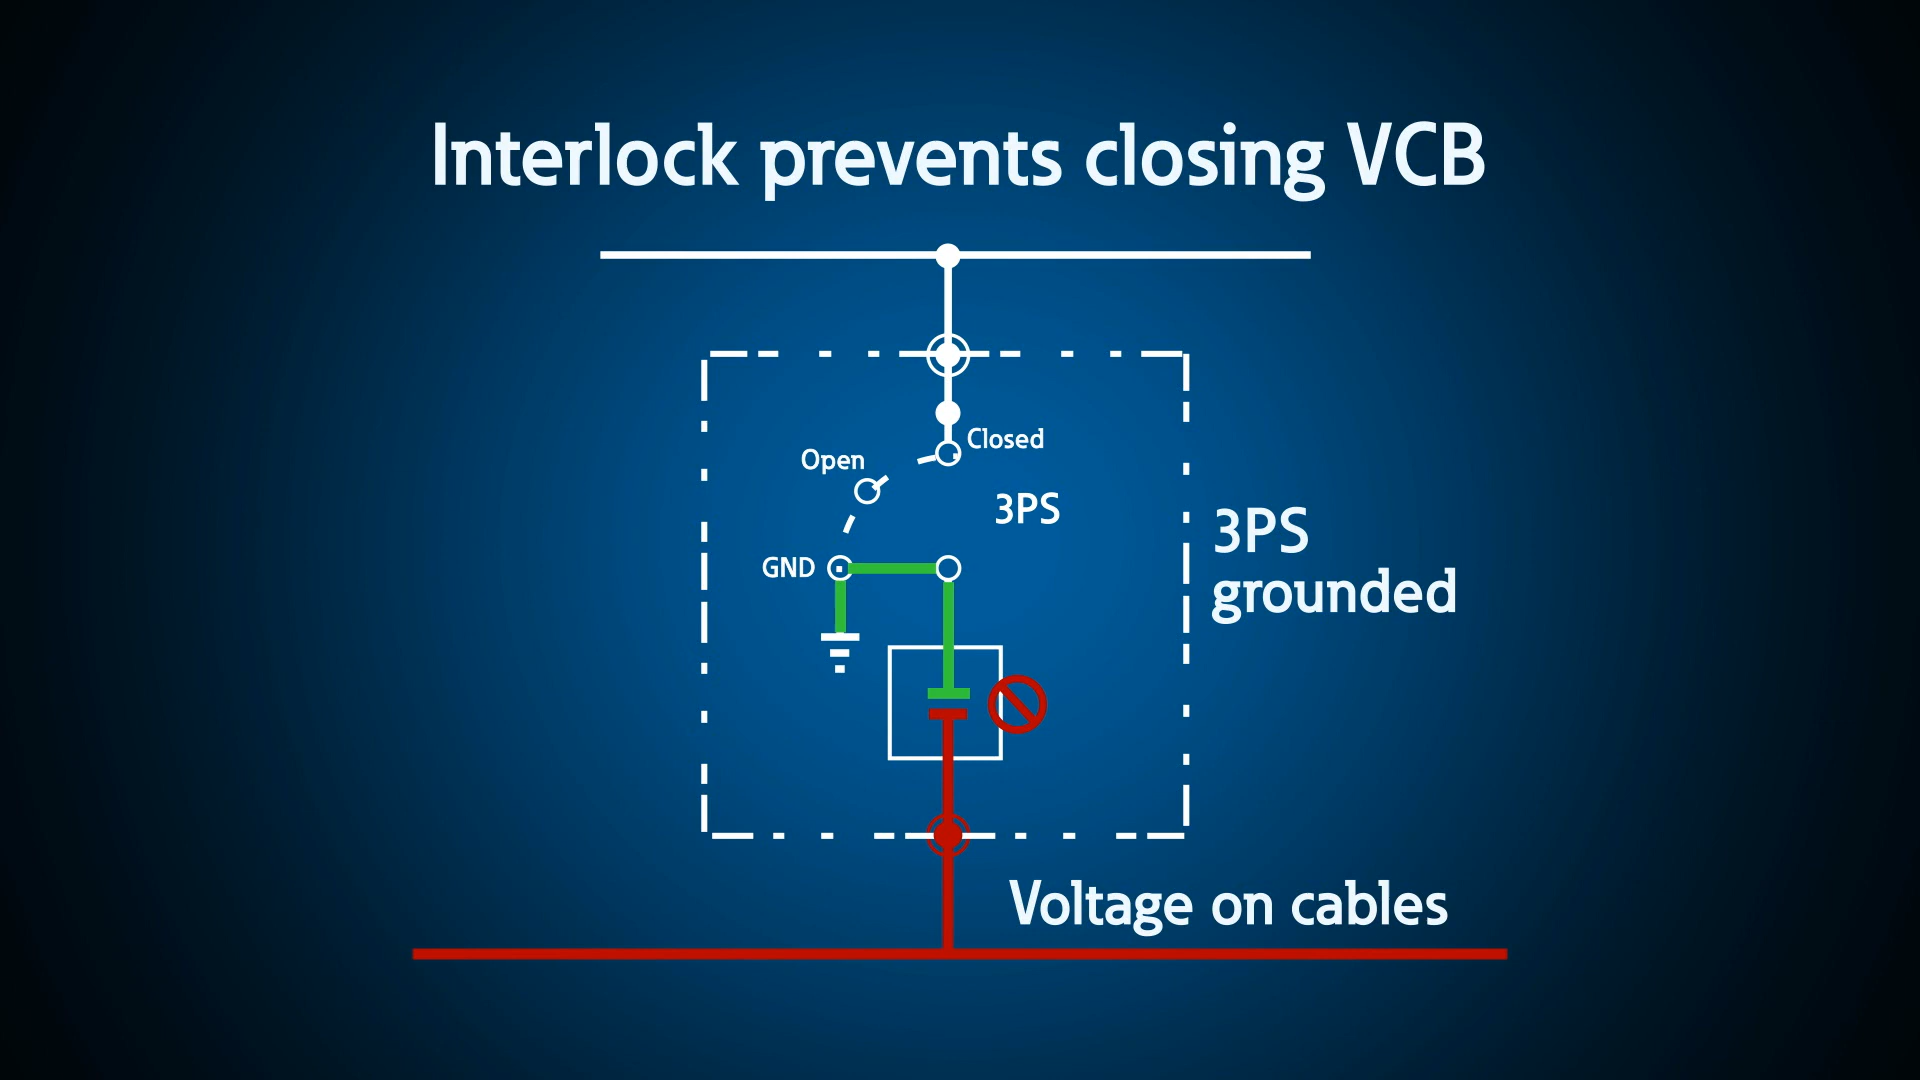 Interlock prevents closing VCB
Closed
Open
3PS
3PS
grounded
GND
Voltage on cables